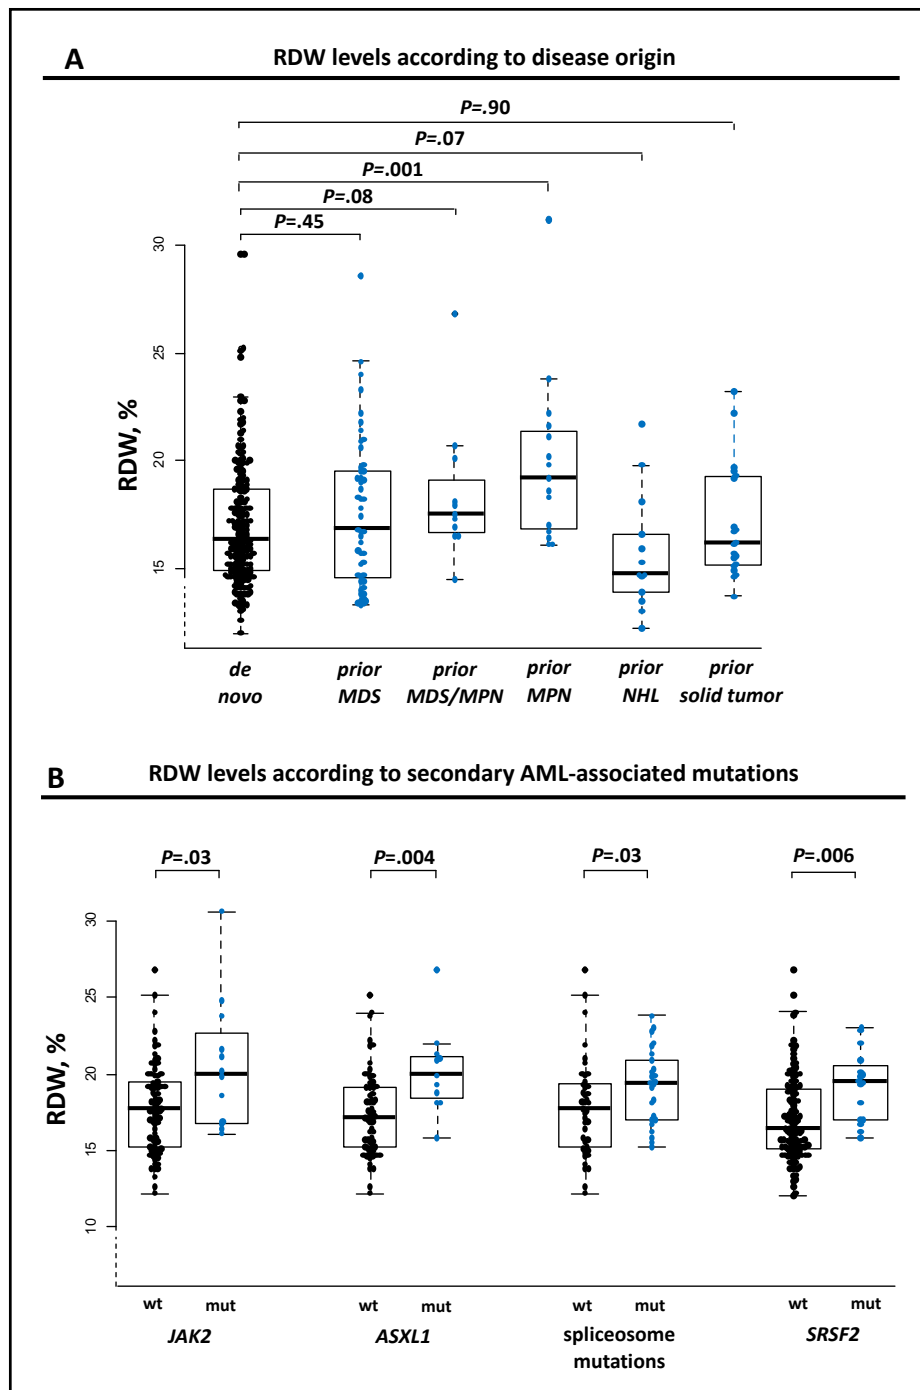 A RDW levels according to disease origin
P=.90
P=.07
P=.001
P=.08
P=.45
RDW, %
30
25
20
15
de novo
prior MDS
prior MDS/MPN
prior MPN
prior NHL
prior solid tumor
B RDW levels according to secondary AML-associated mutations
P=.03 P=.004 P=.03 P=.006
RDW, %
30
25
20
15
10
wt mut wt mut wt mut wt mut
JAK2 ASXL1 spliceosome SRSF2
mutations